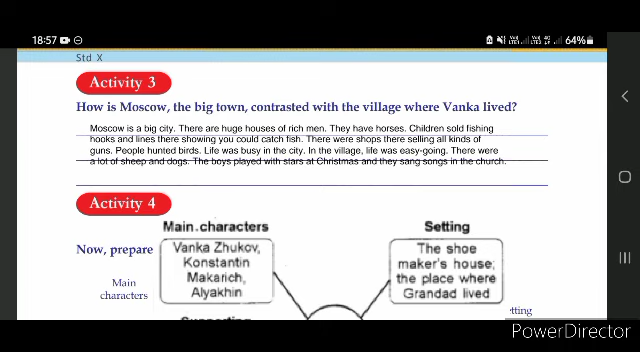 18:57
64%
Std X
Activity 3
How is Moscow, the big town, contrasted with the village where Vanka lived?
Moscow is a big city. There are huge houses of rich men. They have horses. Children sold fishing
hooks and lines there showing you could catch fish. There were shops there selling all kinds of
guns. People hunted birds. Life was busy in the city. In the village, life was easy-going. There were
a lot of sheep and dogs. The boys played with stars at Christmas and they sang songs in the church.
Activity 4
Main characters
Setting
Now, prepare
Vanka Zhukov,
Konstantin
Makarich,
Alyakhin
The shoe
maker's house;
the place where
Grandad lived
Main
characters
PowerDirector